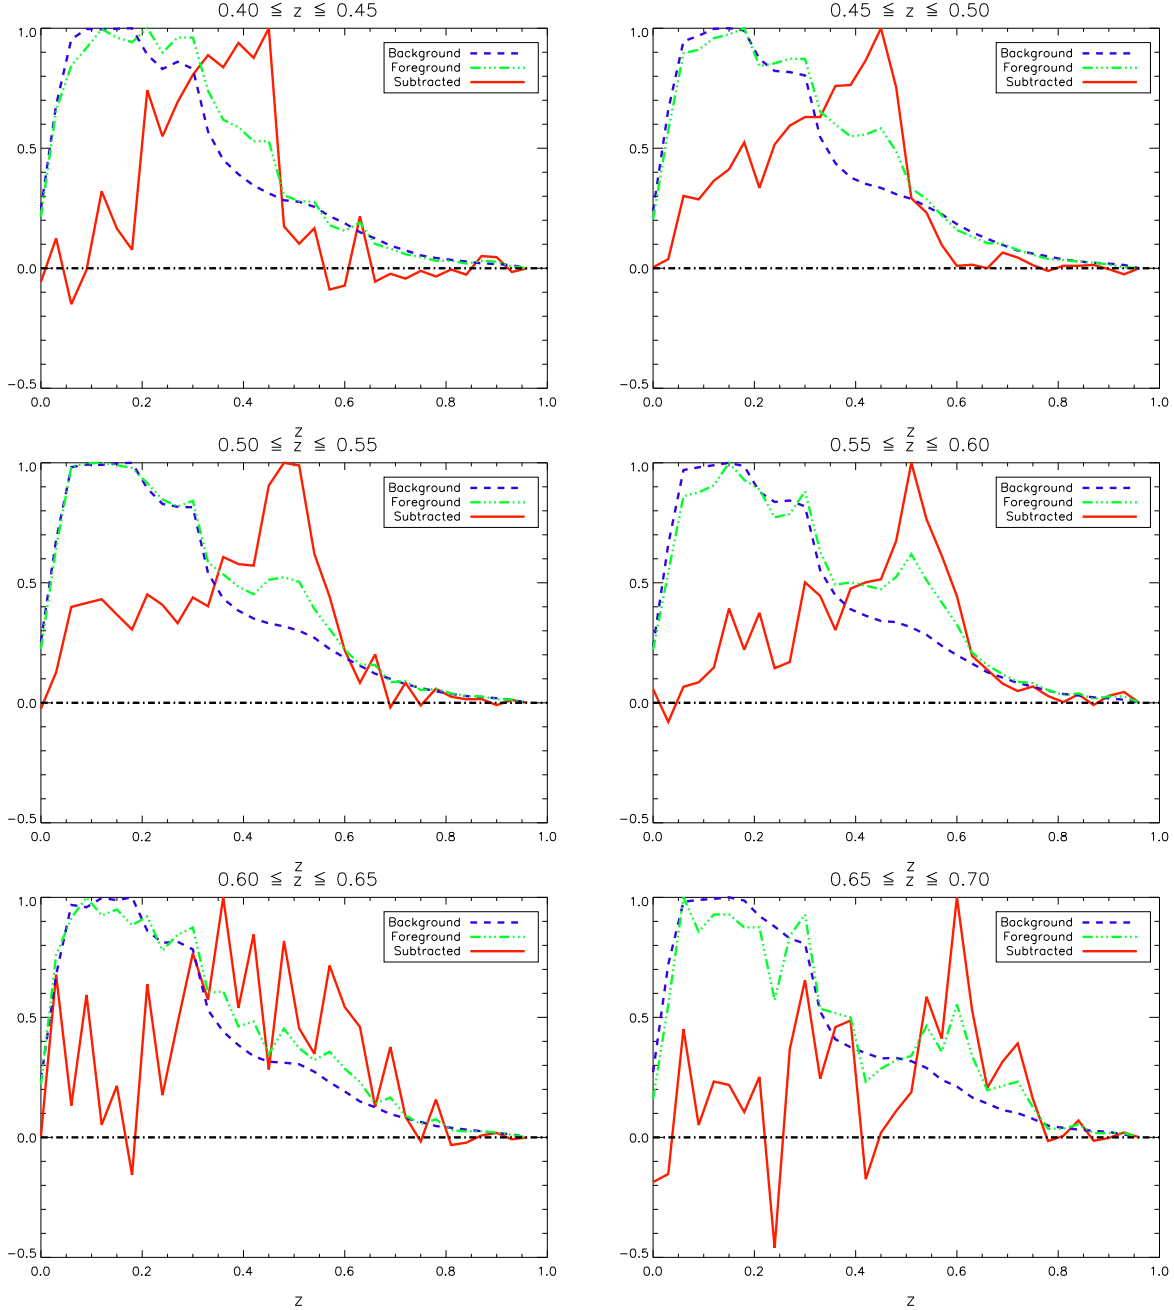 0.40 ≦ z ≦ 0.45
1.0
0.5
0.0
−0.5
Background
Foreground
Subtracted
0.0 0.2 0.4 0.6 0.8 1.0
z
0.45 ≦ z ≦ 0.50
1.0
0.5
0.0
−0.5
Background
Foreground
Subtracted
0.0 0.2 0.4 0.6 0.8 1.0
z
0.50 ≦ z ≦ 0.55
1.0
0.5
0.0
−0.5
Background
Foreground
Subtracted
0.0 0.2 0.4 0.6 0.8 1.0
z
0.55 ≦ z ≦ 0.60
1.0
0.5
0.0
−0.5
Background
Foreground
Subtracted
0.0 0.2 0.4 0.6 0.8 1.0
z
0.60 ≦ z ≦ 0.65
1.0
0.5
0.0
−0.5
Background
Foreground
Subtracted
0.0 0.2 0.4 0.6 0.8 1.0
z
0.65 ≦ z ≦ 0.70
1.0
0.5
0.0
−0.5
Background
Foreground
Subtracted
0.0 0.2 0.4 0.6 0.8 1.0
z